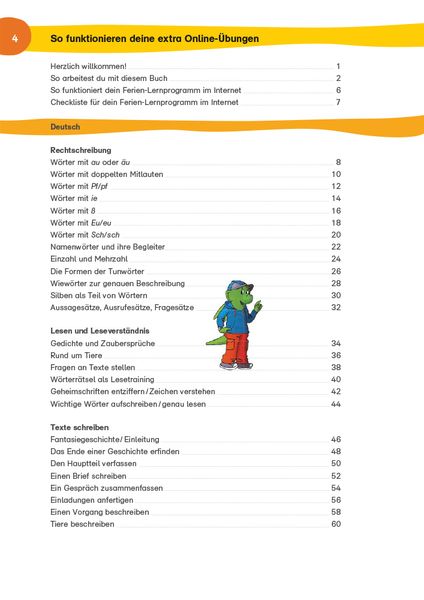 4
So funktionieren deine extra Online-Übungen
Herzlich willkommen! 1
So arbeitest du mit diesem Buch 2
So funktioniert dein Ferien-Lernprogramm im Internet 6
Checkliste für dein Ferien-Lernprogramm im Internet 7
Deutsch
Rechtschreibung
Wörter mit au oder äu 8
Wörter mit doppelten Mitlauten 10
Wörter mit Pf/pf 12
Wörter mit ie 14
Wörter mit ß 16
Wörter mit Eu/eu 18
Wörter mit Sch/sch 20
Namenwörter und ihre Begleiter 22
Einzahl und Mehrzahl 24
Die Formen der Tunwörter 26
Wiewörter zur genauen Beschreibung 28
Silben als Teil von Wörtern 30
Aussagesätze, Ausrufesätze, Fragesätze 32
Lesen und Leseverständnis
Gedichte und Zaubersprüche 34
Rund um Tiere 36
Fragen an Texte stellen 38
Wörterrätsel als Lesetraining 40
Geheimschriften entziffern/Zeichen verstehen 42
Wichtige Wörter aufschreiben/genau lesen 44
Texte schreiben
Fantasiegeschichte/Einleitung 46
Das Ende einer Geschichte erfinden 48
Den Hauptteil verfassen 50
Einen Brief schreiben 52
Ein Gespräch zusammenfassen 54
Einladungen anfertigen 56
Einen Vorgang beschreiben 58
Tiere beschreiben 60